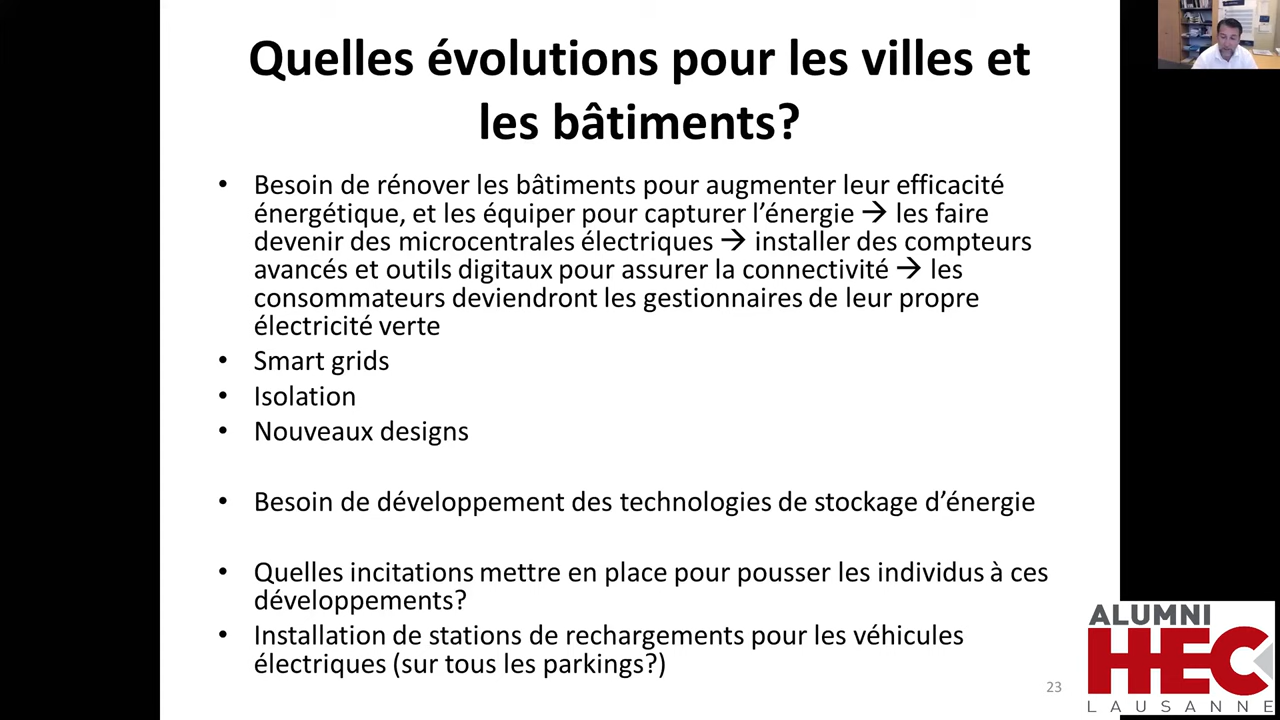 Quelles évolutions pour les villes et
les bâtiments?
• Besoin de rénover les bâtiments pour augmenter leur efficacité
énergétique, et les équiper pour capturer l’énergie → les faire
devenir des microcentrales électriques → installer des compteurs
avancés et outils digitaux pour assurer la connectivité → les
consommateurs deviendront les gestionnaires de leur propre
électricité verte
• Smart grids
• Isolation
• Nouveaux designs
• Besoin de développement des technologies de stockage d’énergie
• Quelles incitations mettre en place pour pousser les individus à ces
développements?
• Installation de stations de rechargements pour les véhicules
électriques (sur tous les parkings?)
23
ALUMNI
HEC
LAUSANNE